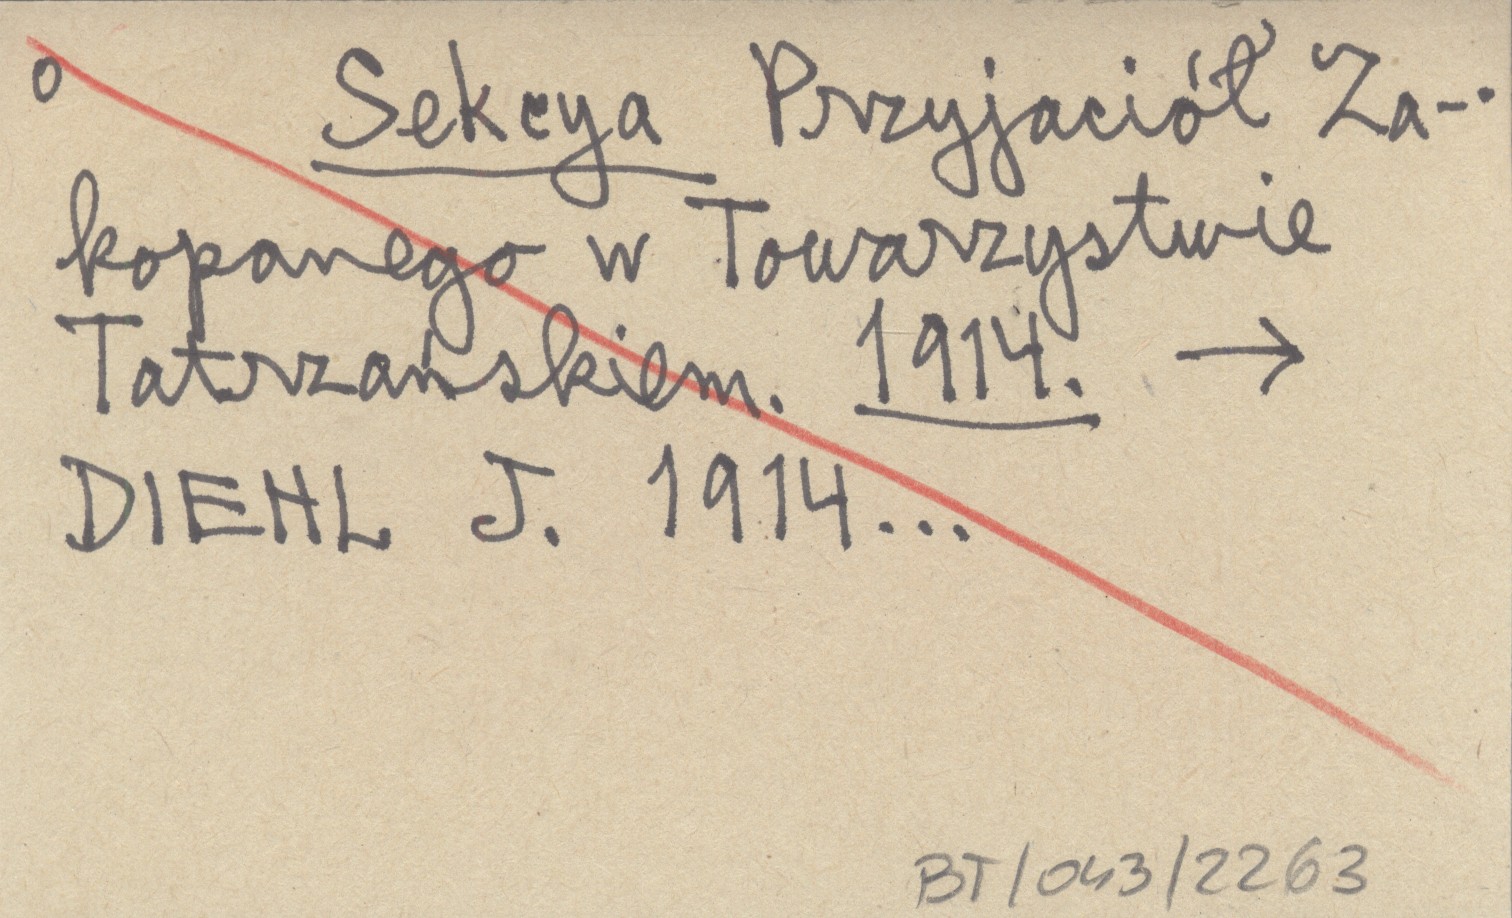 o Sekcya Przyjaciół Za-
kopanego w Towarzystwie
Tatrzańskiem. 1914. →
DIEHL J. 1914...
BT/043/2263